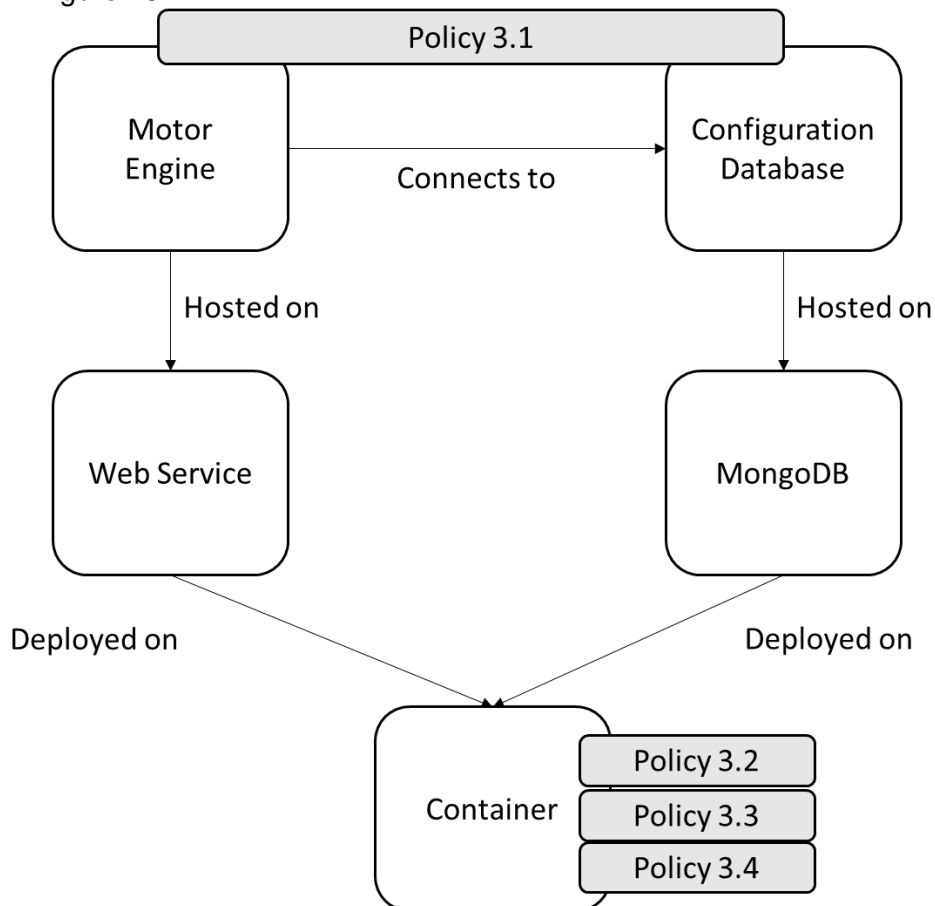 Policy 3.1
Motor
Engine
Configuration
Database
Connects to
Hosted on
Hosted on
Web Service
MongoDB
Deployed on
Deployed on
Container
Policy 3.2
Policy 3.3
Policy 3.4